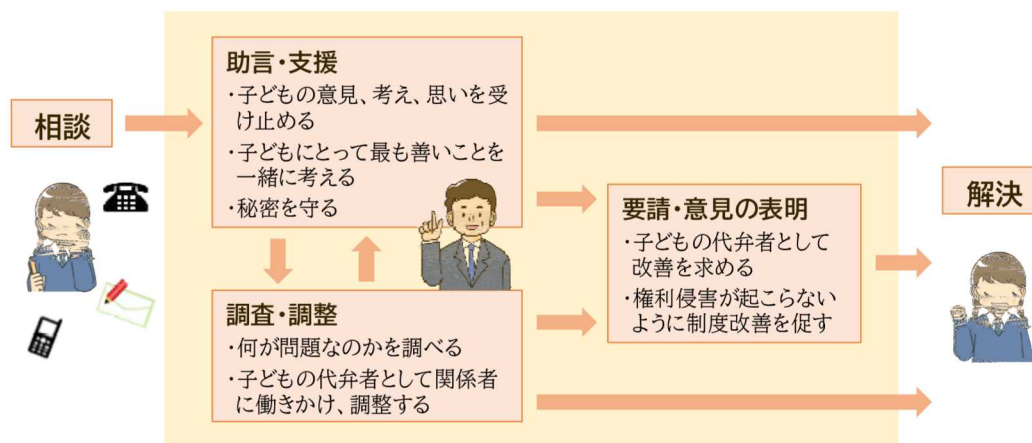 相談
助言・支援
・子どもの意見、考え、思いを受
け止める
・子どもにとって最も善いことを
一緒に考える
・秘密を守る
調査・調整
・何が問題なのかを調べる
・子どもの代弁者として関係者
に働きかけ、調整する
要請・意見の表明
・子どもの代弁者として
改善を求める
・権利侵害が起こらない
ように制度改善を促す
解決